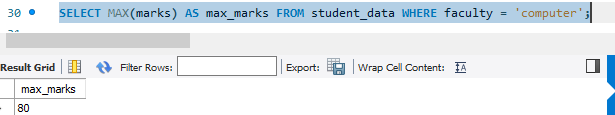 30 SELECT MAX(marks) AS max_marks FROM student_data WHERE faculty = 'computer';
Result Grid Filter Rows: Export: Wrap Cell Content:
max_marks
80